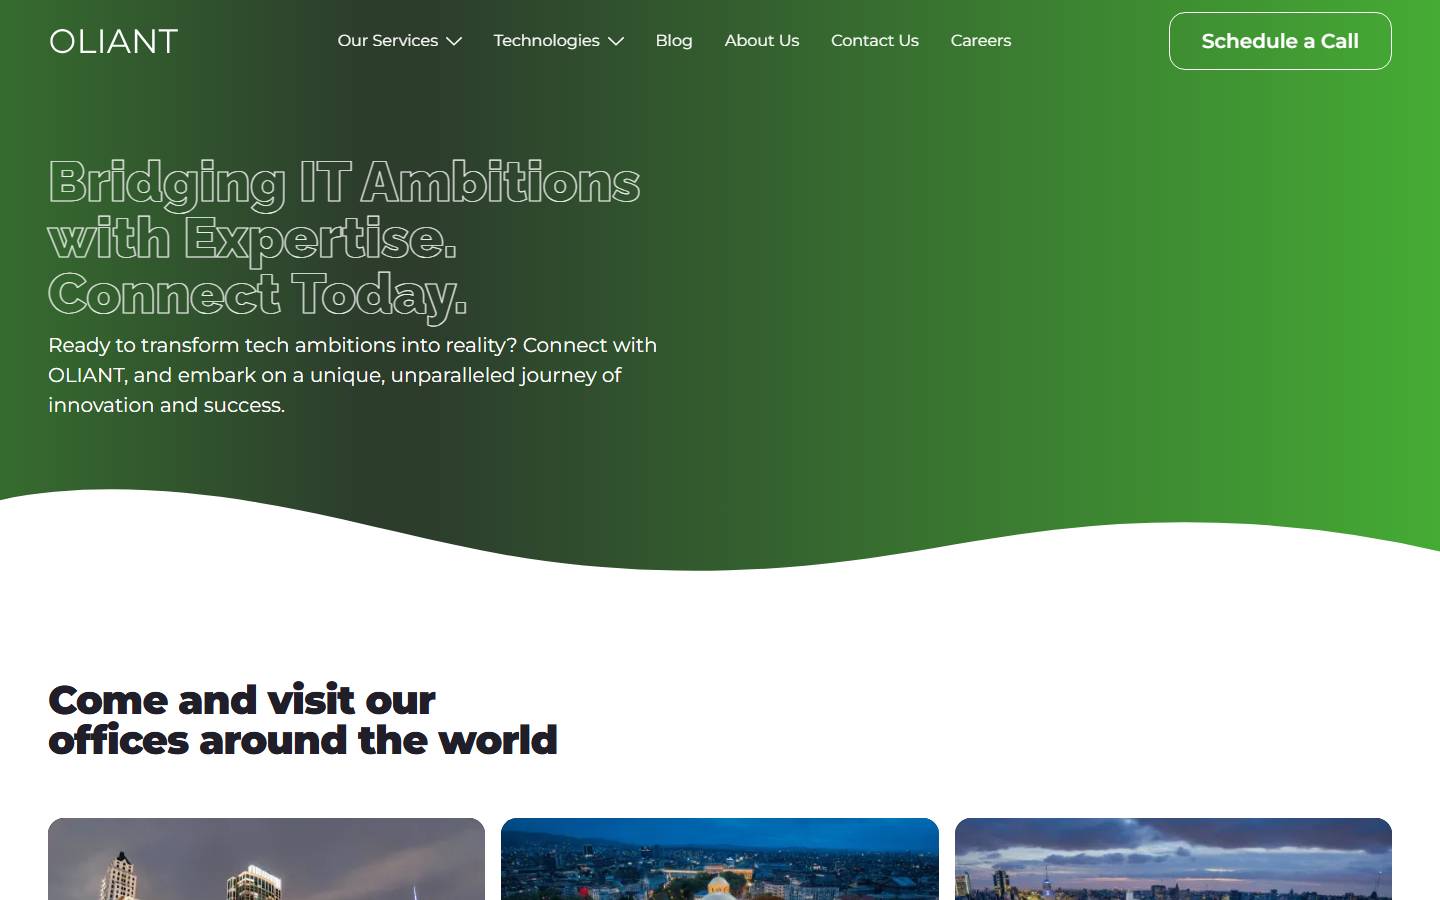 OLIANT
Our Services
Technologies
Blog
About Us
Contact Us
Careers
Schedule a Call
Bridging IT Ambitions
with Expertise.
Connect Today.
Ready to transform tech ambitions into reality? Connect with
OLIANT, and embark on a unique, unparalleled journey of
innovation and success.
Come and visit our
offices around the world